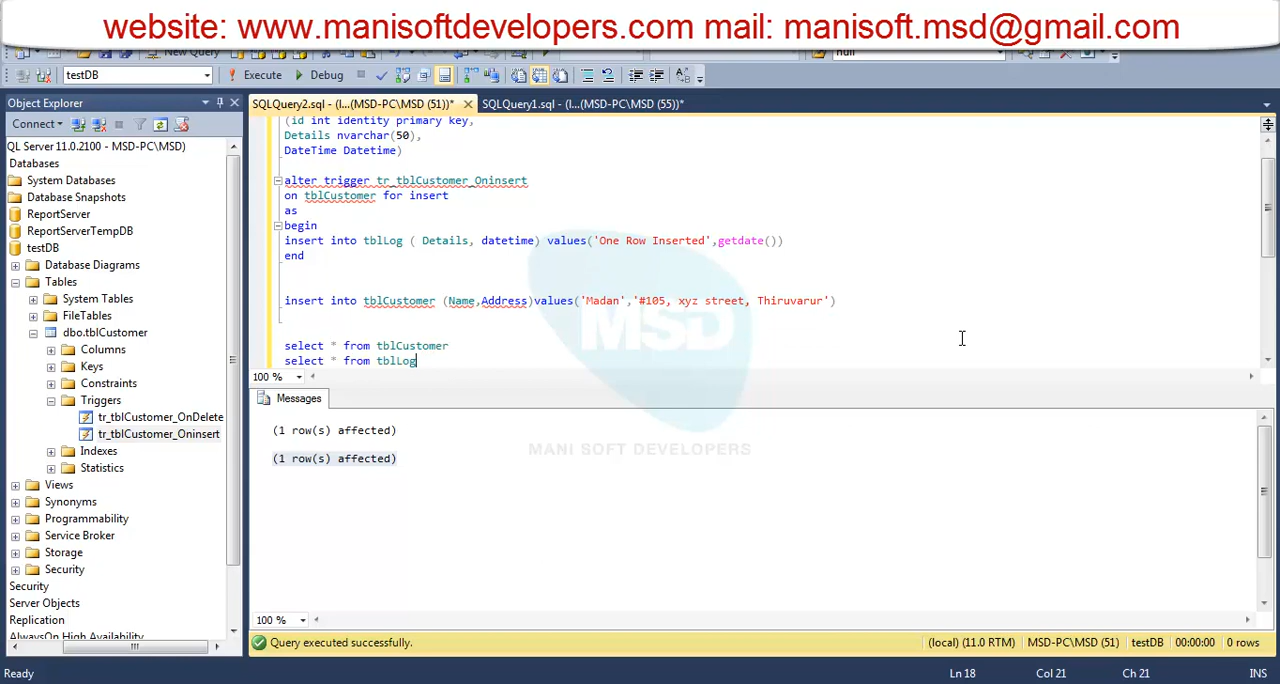 website: www.manisoftdevelopers.com mail: manisoft.msd@gmail.com
New Query
null
testDB
Execute
Debug
Object Explorer
SQLQuery2.sql - (l...(MSD-PC\MSD (51))*
SQLQuery1.sql - (l...(MSD-PC\MSD (55))*
Connect
QL Server 11.0.2100 - MSD-PC\MSD)
Databases
System Databases
Database Snapshots
ReportServer
ReportServerTempDB
testDB
Database Diagrams
Tables
System Tables
FileTables
dbo.tblCustomer
Columns
Keys
Constraints
Triggers
tr_tblCustomer_OnDelete
tr_tblCustomer_Oninsert
Indexes
Statistics
Views
Synonyms
Programmability
Service Broker
Storage
Security
Security
Server Objects
Replication
AlwaysOn High Availability
(id int identity primary key,
Details nvarchar(50),
DateTime Datetime)
alter trigger tr_tblCustomer_Oninsert
on tblCustomer for insert
as
begin
insert into tblLog ( Details, datetime) values('One Row Inserted',getdate())
end
insert into tblCustomer (Name,Address)values('Madan','#105, xyz street, Thiruvarur')
select * from tblCustomer
select * from tblLog
100 %
MSD
MANI SOFT DEVELOPERS
Messages
(1 row(s) affected)
(1 row(s) affected)
100 %
Query executed successfully.
(local) (11.0 RTM)
MSD-PC\MSD (51)
testDB
00:00:00
0 rows
Ready
Ln 18
Col 21
Ch 21
INS